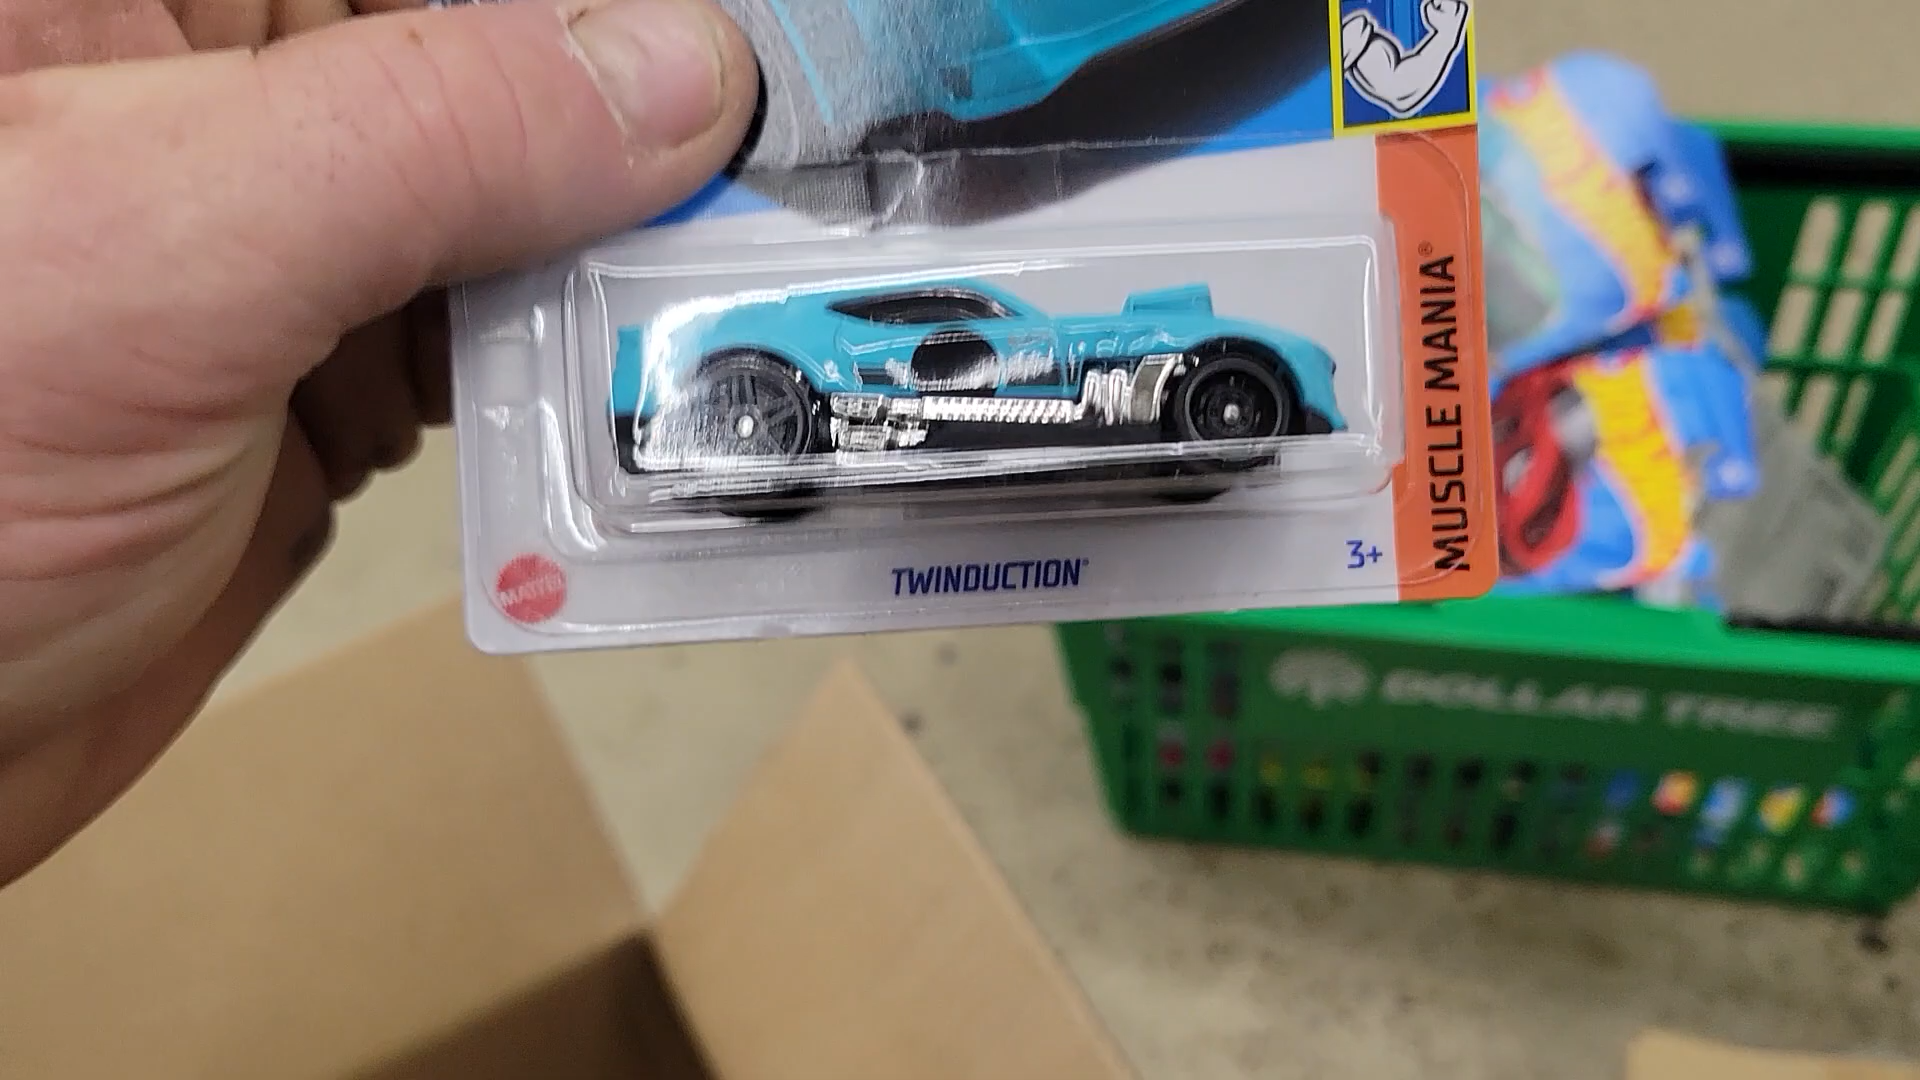 MUSCLE MANIA®
TWINDUCTION®
3+
MATTEL
DOLLAR TREE